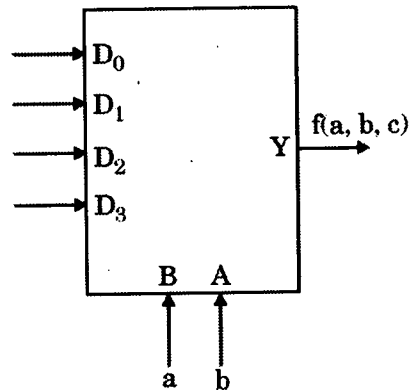 D₀
D₁
D₂
D₃
f(a, b, c)
Y
B A
a b